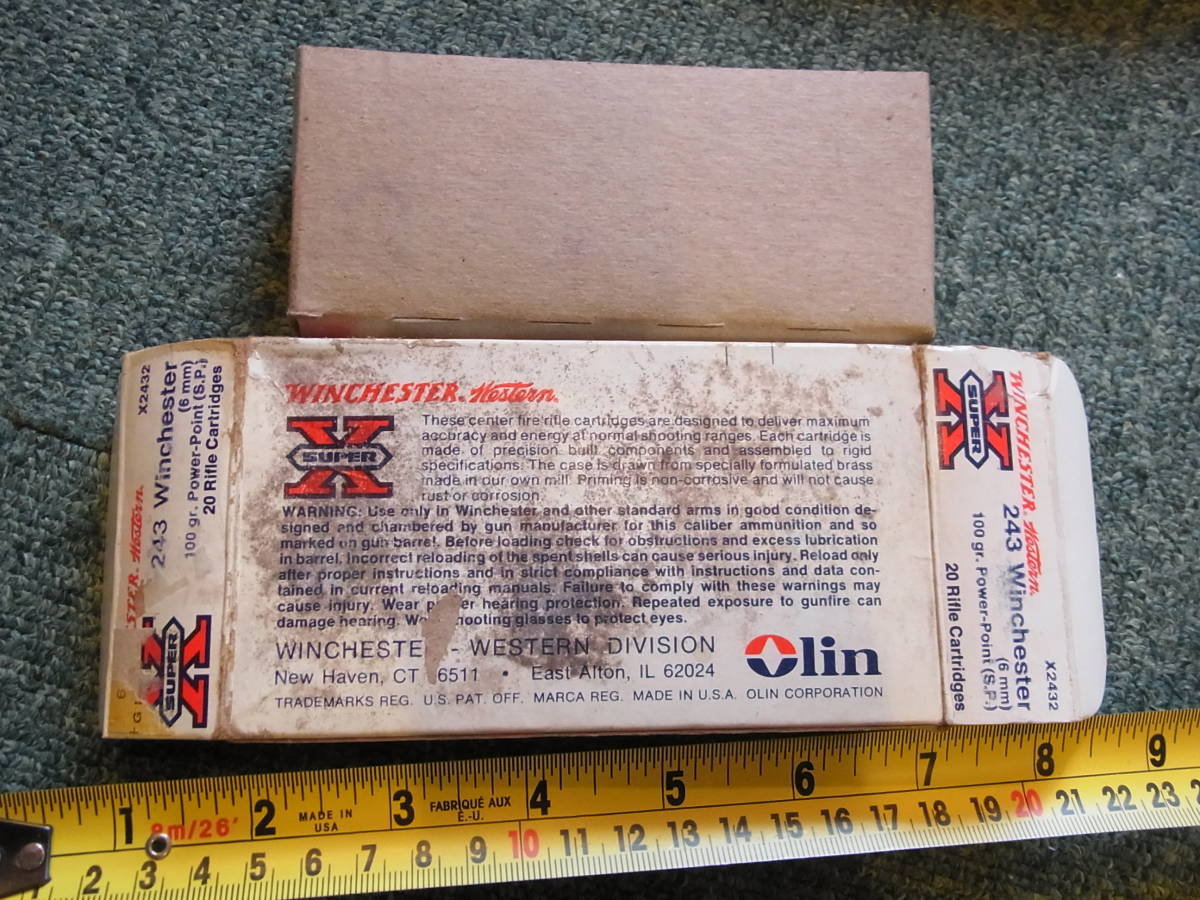 X2432
243 Winchester
(6 mm)
100 gr. Power-Point (S.P.)
20 Rifle Cartridges
Western.
SUPER X
WINCHESTER. Western.
SUPER X
These center fire rifle cartridges are designed to deliver maximum
accuracy and energy at normal shooting ranges. Each cartridge is
made of precision built components and assembled to rigid
specifications. The case is drawn from specially formulated brass
made in our own mill. Priming is non-corrosive and will not cause
rust or corrosion.
WARNING: Use only in Winchester and other standard arms in good condition de-
signed and chambered by gun manufacturer for this caliber ammunition and so
marked on gun barrel. Before loading check for obstructions and excess lubrication
in barrel. Incorrect reloading of the spent shells can cause serious injury. Reload only
after proper instructions and in strict compliance with instructions and data con-
tained in current reloading manuals. Failure to comply with these warnings may
cause injury. Wear hearing protection. Repeated exposure to gunfire can
damage hearing. glasses to protect eyes.
WINCHESTE - WESTERN DIVISION
New Haven, CT 6511 • East Alton, IL 62024
Olin
TRADEMARKS REG. U.S. PAT. OFF. MARCA REG. MADE IN U.S.A. OLIN CORPORATION
WINCHESTER. Western.
SUPER X
243 Winchester
(6 mm)
100 gr. Power-Point (S.P.)
20 Rifle Cartridges
X2432
1 2 3 4 5 6 7 8 9
8m/26'
MADE IN
USA
FABRIQUÉ AUX
É.-U.
2 3 4 5 6 7 8 9 10 11 12 13 14 15 16 17 18 19 20 21 22 23